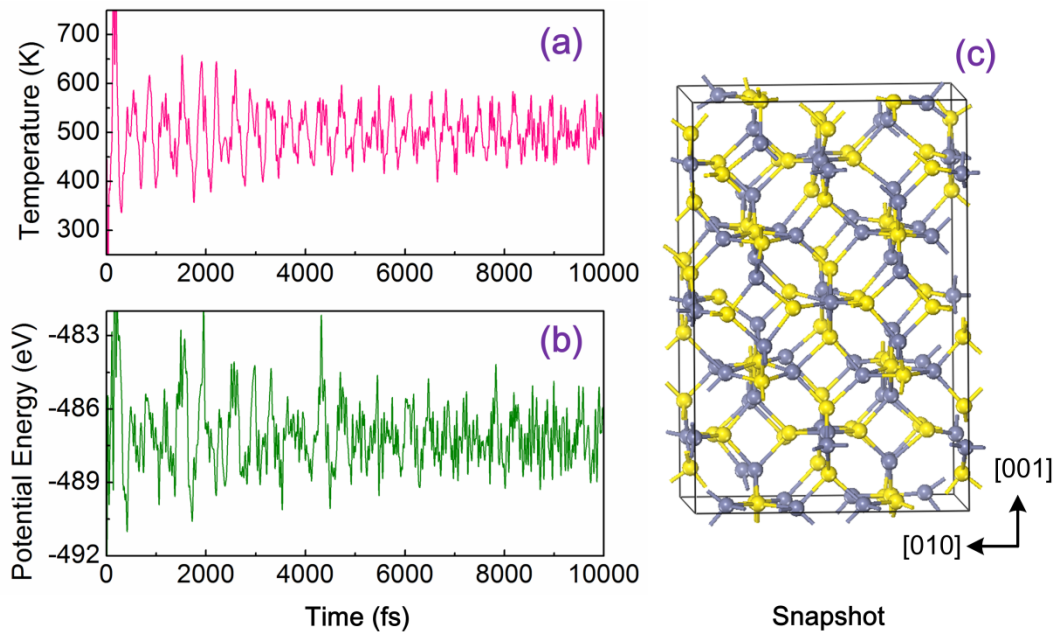 (a)
Temperature (K)
700
600
500
400
300
0 2000 4000 6000 8000 10000
(b)
Potential Energy (eV)
-483
-486
-489
-492
0 2000 4000 6000 8000 10000
Time (fs)
(c)
[001]
[010]
Snapshot